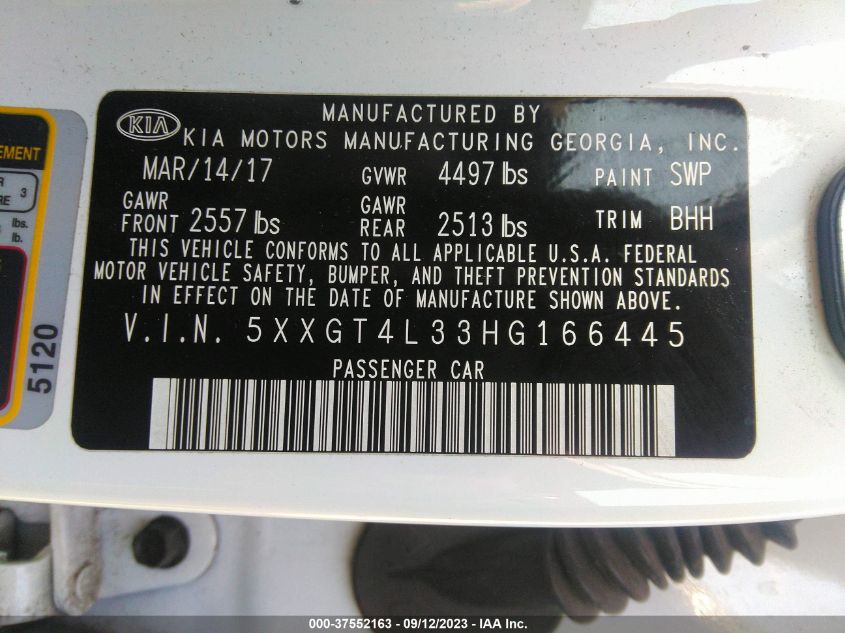 MANUFACTURED BY
KIA KIA MOTORS MANUFACTURING GEORGIA, INC.
MAR/14/17 GVWR 4497 lbs PAINT SWP
GAWR FRONT 2557 lbs GAWR REAR 2513 lbs TRIM BHH
THIS VEHICLE CONFORMS TO ALL APPLICABLE U.S.A. FEDERAL
MOTOR VEHICLE SAFETY, BUMPER, AND THEFT PREVENTION STANDARDS
IN EFFECT ON THE DATE OF MANUFACTURE SHOWN ABOVE.
V.I.N. 5XXGT4L33HG166445
PASSENGER CAR
3
lbs.
lb.
5120
000-37552163 - 09/12/2023 - IAA Inc.